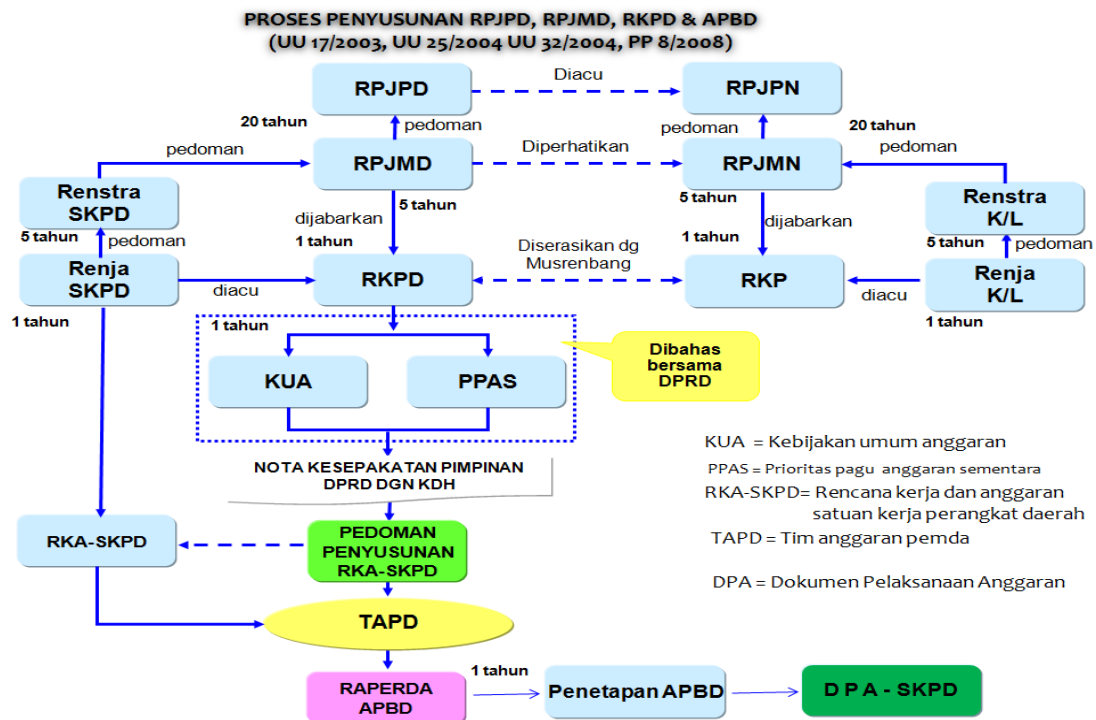 PROSES PENYUSUNAN RPJPD, RPJMD, RKPD & APBD
(UU 17/2003, UU 25/2004 UU 32/2004, PP 8/2008)
RPJPD
Diacu
RPJPN
20 tahun
pedoman
pedoman
20 tahun
pedoman
RPJMD
Diperhatikan
RPJMN
pedoman
Renstra
SKPD
5 tahun
dijabarkan
5 tahun
dijabarkan
Renstra
K/L
5 tahun
pedoman
1 tahun
1 tahun
5 tahun
pedoman
Renja
SKPD
diacu
RKPD
Diserasikan dg
Musrenbang
RKP
diacu
Renja
K/L
1 tahun
1 tahun
1 tahun
KUA
PPAS
Dibahas
bersama
DPRD
NOTA KESEPAKATAN PIMPINAN
DPRD DGN KDH
KUA = Kebijakan umum anggaran
PPAS = Prioritas pagu anggaran sementara
RKA-SKPD= Rencana kerja dan anggaran
satuan kerja perangkat daerah
TAPD = Tim anggaran pemda
DPA = Dokumen Pelaksanaan Anggaran
RKA-SKPD
PEDOMAN
PENYUSUNAN
RKA-SKPD
TAPD
RAPERDA
APBD
1 tahun
Penetapan APBD
D P A - SKPD